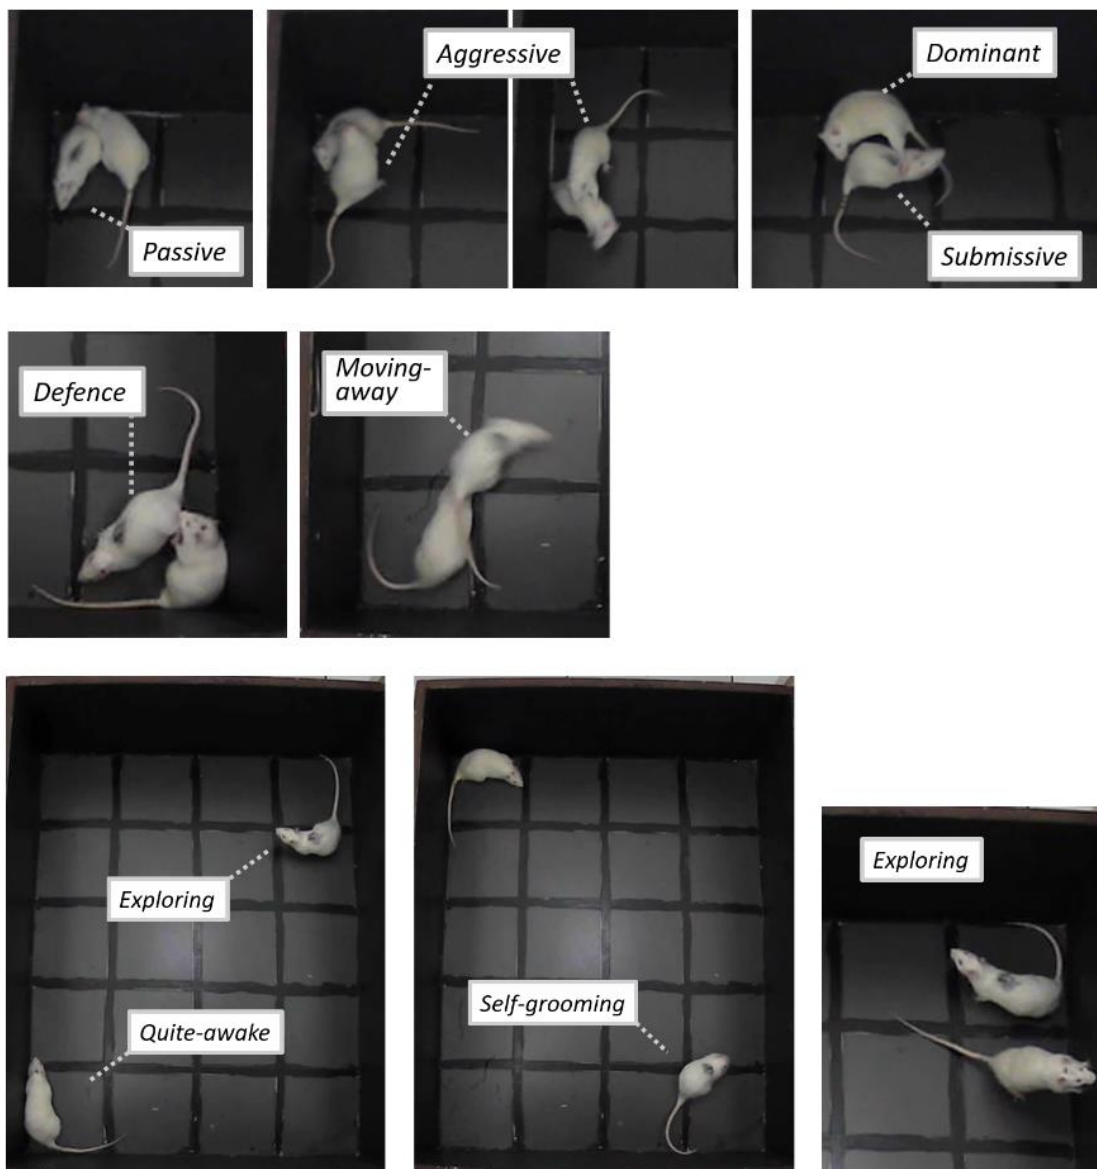 Aggressive
Dominant
Passive
Submissive
Defence
Moving-
away
Exploring
Exploring
Self-grooming
Quite-awake